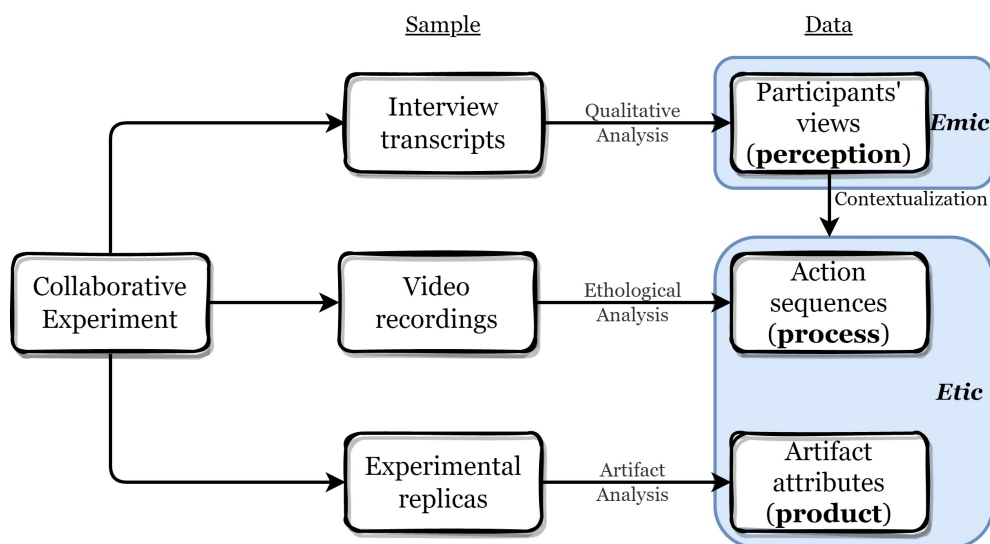 Sample
Data
Interview
transcripts
Qualitative
Analysis
Participants'
views
(perception)
Emic
Contextualization
Collaborative
Experiment
Video
recordings
Ethological
Analysis
Action
sequences
(process)
Etic
Experimental
replicas
Artifact
Analysis
Artifact
attributes
(product)